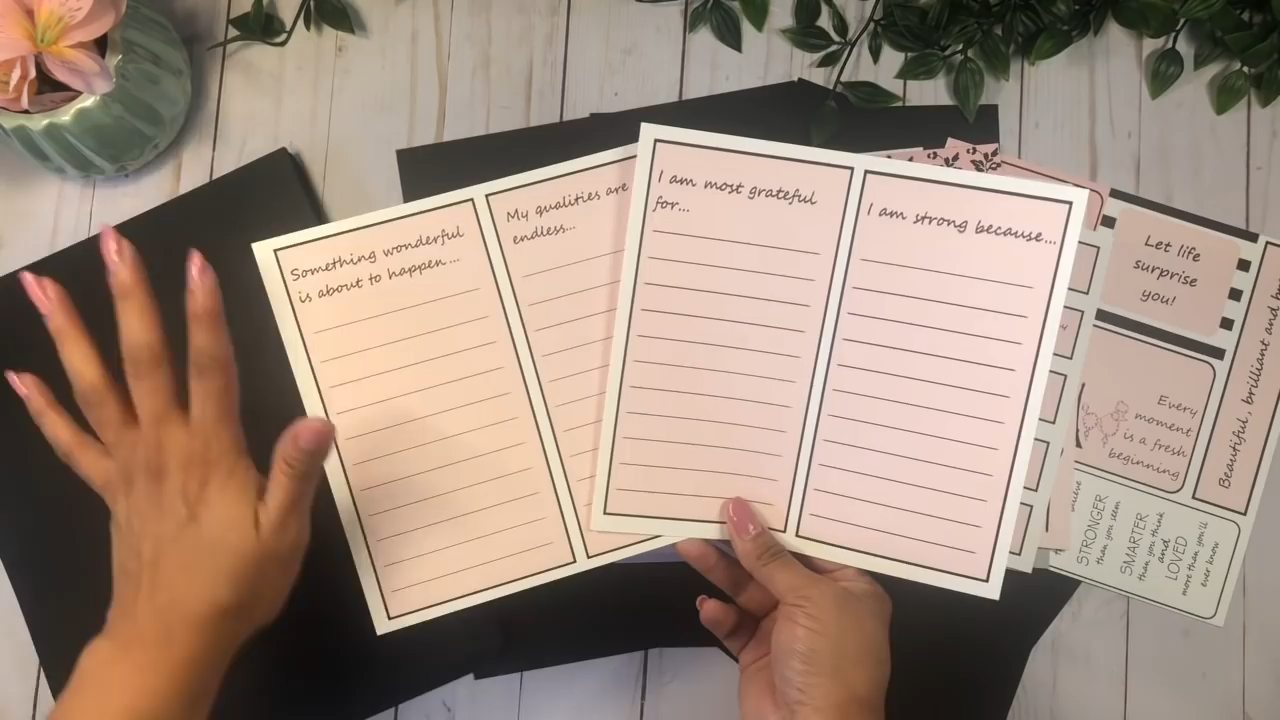 Something wonderful
is about to happen...
My qualities are
endless...
I am most grateful
for...
I am strong because...
Let life
surprise
you!
Every
moment
is a fresh
beginning
Beautiful, brilliant and
STRONGER
than you seem
SMARTER
than you think
and
LOVED
more than you'll
ever know